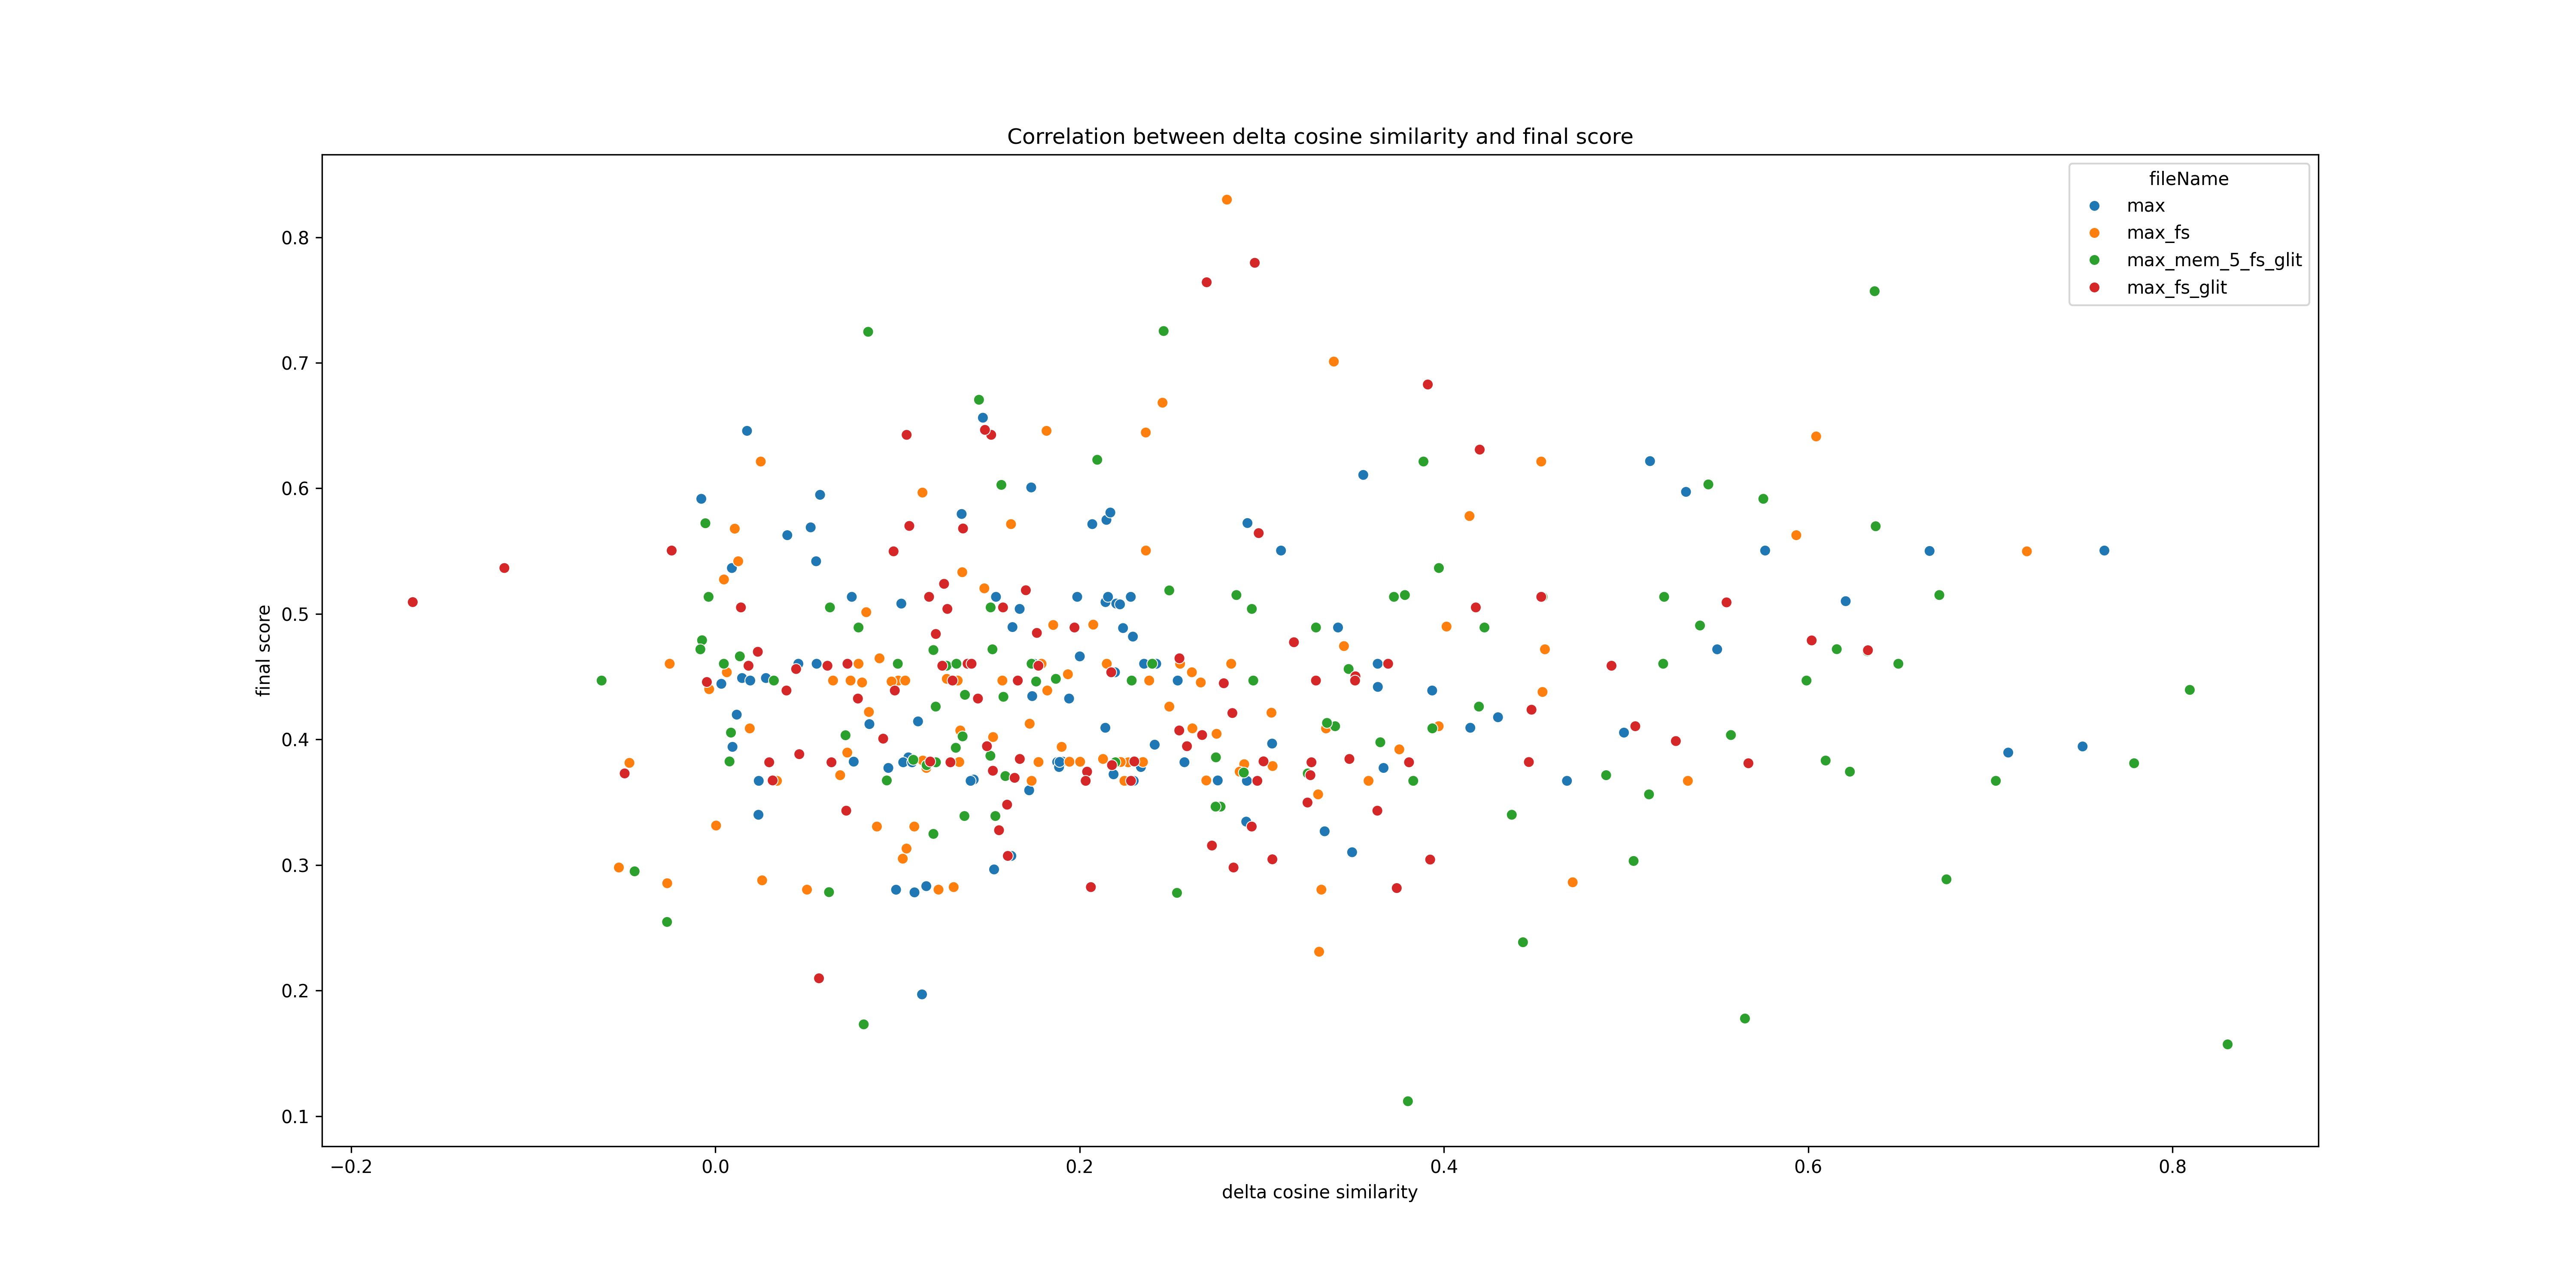 Correlation between delta cosine similarity and final score
fileName
max
max_fs
max_mem_5_fs_glit
max_fs_glit
final score
0.8
0.7
0.6
0.5
0.4
0.3
0.2
0.1
−0.2 0.0 0.2 0.4 0.6 0.8
delta cosine similarity